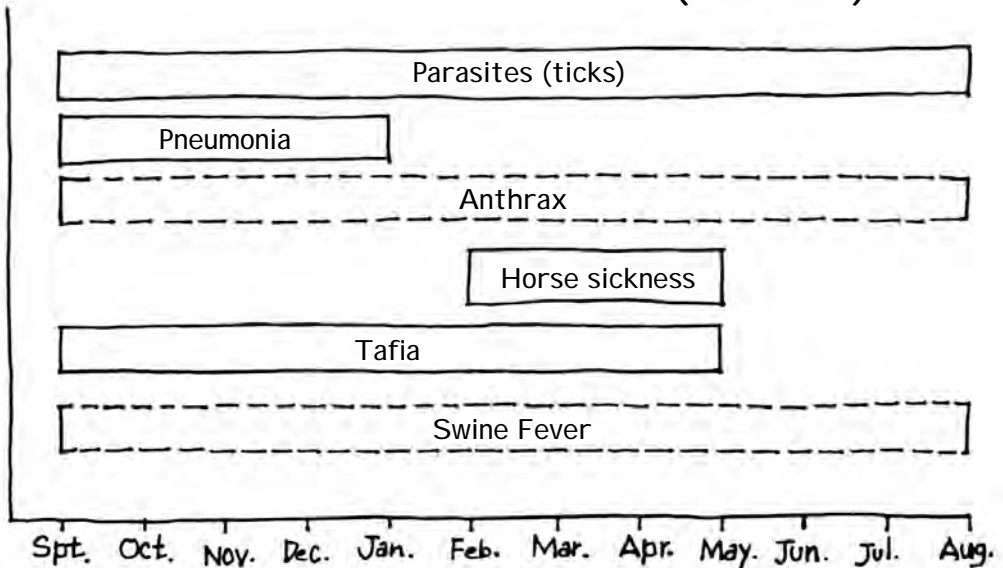 Parasites (ticks)
Pneumonia
Anthrax
Horse sickness
Tafia
Swine Fever
Spt. Oct. Nov. Dec. Jan. Feb. Mar. Apr. May. Jun. Jul. Aug.